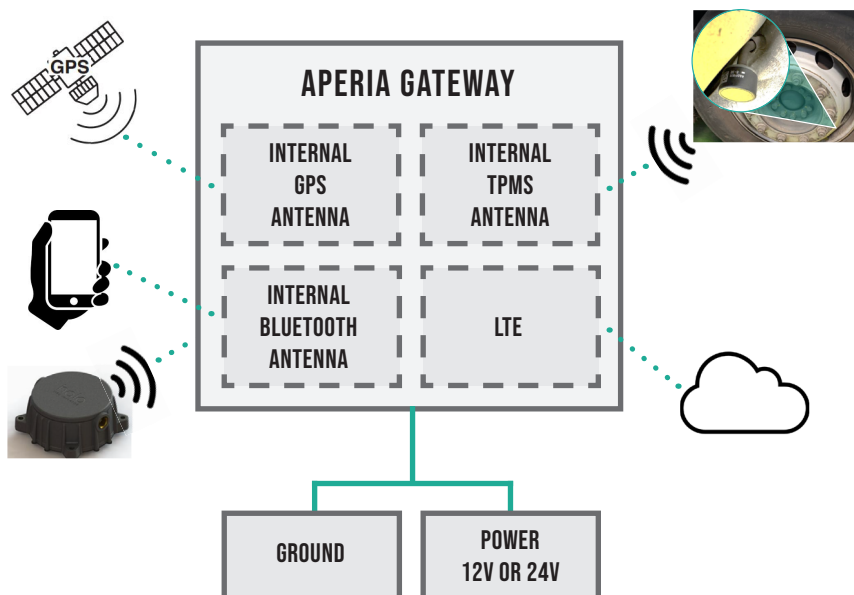 GPS
APERIA GATEWAY
INTERNAL
GPS
ANTENNA
INTERNAL
TPMS
ANTENNA
INTERNAL
BLUETOOTH
ANTENNA
LTE
GROUND
POWER
12V OR 24V